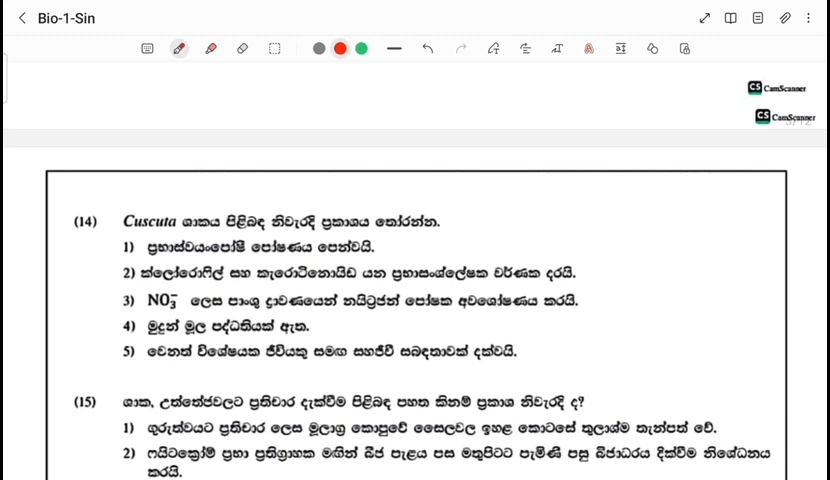 Bio-1-Sin
CS CamScanner
CS CamScanner
(14) Cuscuta ශාකය පිළිබඳ නිවැරදි ප්‍රකාශය තෝරන්න.
1) ප්‍රභාස්වයංපෝෂී පෝෂණය පෙන්වයි.
2) ක්ලෝරොෆිල් සහ කැරොටිනොයිඩ යන ප්‍රභාසංශ්ලේෂක වර්ණක දරයි.
3) NO₃⁻ ලෙස පාංශු ද්‍රාවණයෙන් නයිට්‍රජන් පෝෂක අවශෝෂණය කරයි.
4) මුදුන් මූල පද්ධතියක් ඇත.
5) වෙනත් විශේෂයක ජීවියකු සමඟ සහජීවී සබඳතාවක් දක්වයි.
(15) ශාක, උත්තේජවලට ප්‍රතිචාර දැක්වීම පිළිබඳ පහත කිනම් ප්‍රකාශ නිවැරදි ද?
1) ගුරුත්වයට ප්‍රතිචාර ලෙස මූලාග්‍ර කොපුවේ සෛලවල ඉහළ කොටසේ තුලාශ්ම තැන්පත් වේ.
2) ෆයිටක්‍රෝම් ප්‍රභා ප්‍රතිග්‍රාහක මඟින් බීජ පැළය පස මතුපිටට පැමිණී පසු බීජාධරය දික්වීම නිශේධනය
කරයි.